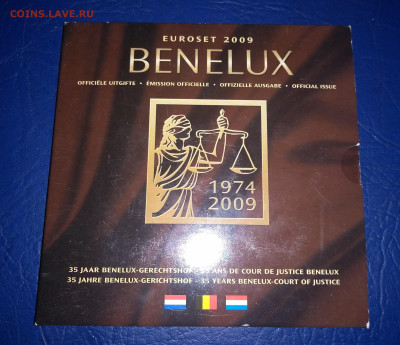 COINS.LAVE.RU
EUROSET 2009
BENELUX
OFFICIËLE UITGIFTE · ÉMISSION OFFICIELLE · OFFIZIELLE AUSGABE · OFFICIAL ISSUE
1974
2009
35 JAAR BENELUX-GERECHTSHOF - 35 ANS DE COUR DE JUSTICE BENELUX
35 JAHRE BENELUX-GERICHTSHOF - 35 YEARS BENELUX-COURT OF JUSTICE